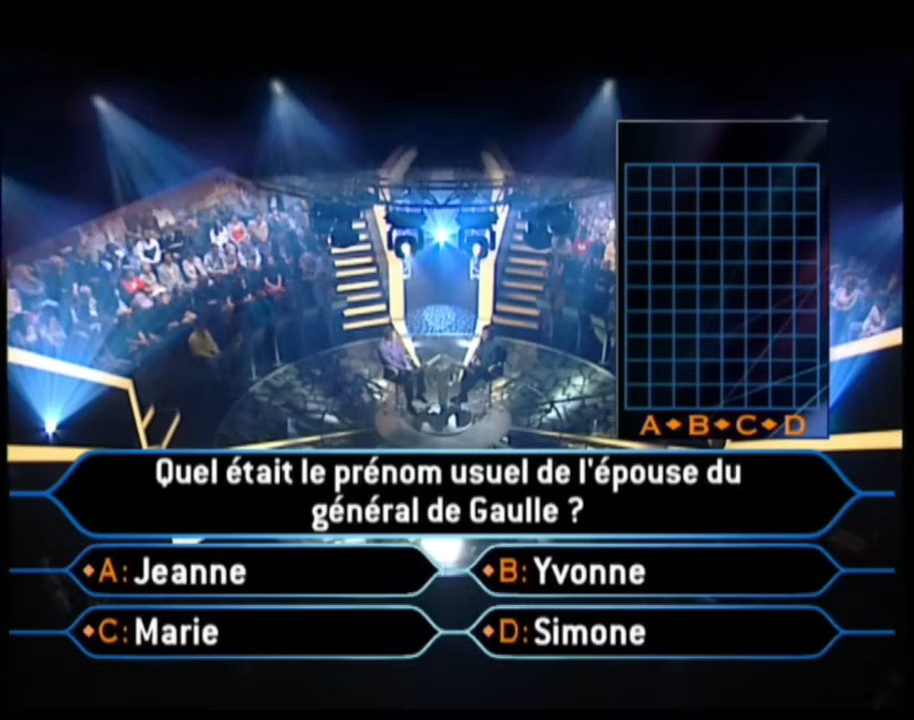 A◆B◆C◆D
Quel était le prénom usuel de l'épouse du
général de Gaulle ?
◆A: Jeanne
◆B: Yvonne
◆C: Marie
◆D: Simone